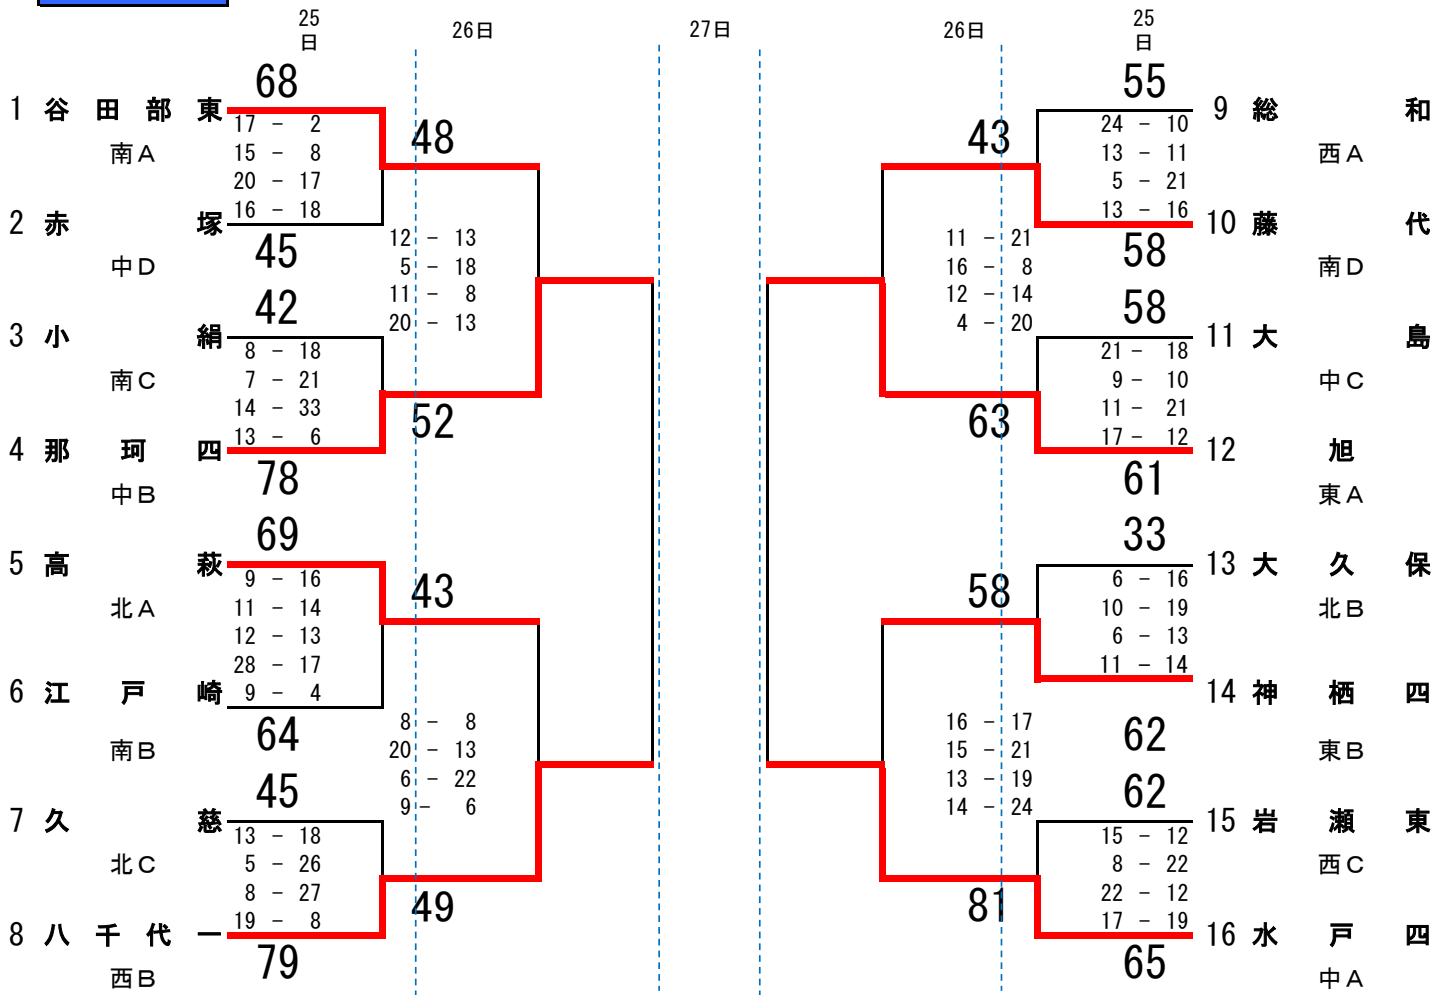 25 日
26日
27日
26日
25 日
68
1 谷田部東
17 - 2
南A
15 - 8
20 - 17
16 - 18
2 赤塚
45
中D
48
12 - 13
5 - 18
11 - 8
20 - 13
52
42
3 小絹
8 - 18
南C
7 - 21
14 - 33
13 - 6
4 那珂四
78
中B
69
5 高萩
9 - 16
北A
11 - 14
12 - 13
28 - 17
6 江戸崎
9 - 4
64
南B
43
8 - 8
20 - 13
6 - 22
9 - 6
49
45
7 久慈
13 - 18
北C
5 - 26
8 - 27
19 - 8
8 八千代一
79
西B
55
9 総和
24 - 10
西A
13 - 11
5 - 21
13 - 16
10 藤代
58
南D
43
11 - 21
16 - 8
12 - 14
4 - 20
63
58
11 大島
21 - 18
中C
9 - 10
11 - 21
17 - 12
12 旭
61
東A
33
13 大久保
6 - 16
北B
10 - 19
6 - 13
11 - 14
14 神栖四
62
東B
58
16 - 17
15 - 21
13 - 19
14 - 24
81
62
15 岩瀬東
15 - 12
西C
8 - 22
22 - 12
17 - 19
16 水戸四
65
中A